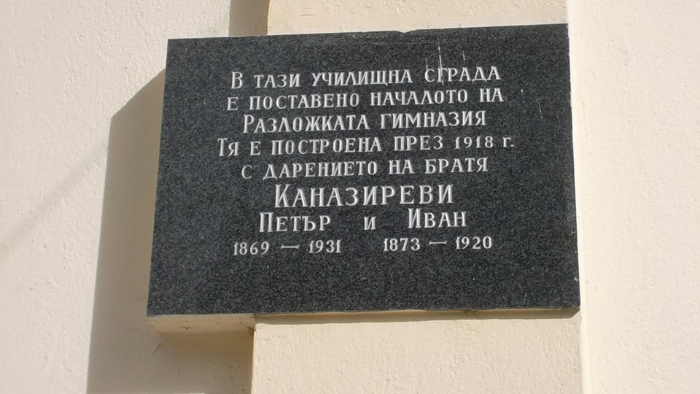 В ТАЗИ УЧИЛИЩНА СГРАДА
Е ПОСТАВЕНО НАЧАЛОТО НА
РАЗЛОЖКАТА ГИМНАЗИЯ
ТЯ Е ПОСТРОЕНА ПРЕЗ 1918 г.
С ДАРЕНИЕТО НА БРАТЯ
КАНАЗИРЕВИ
ПЕТЪР И ИВАН
1869 — 1931 1873 — 1920